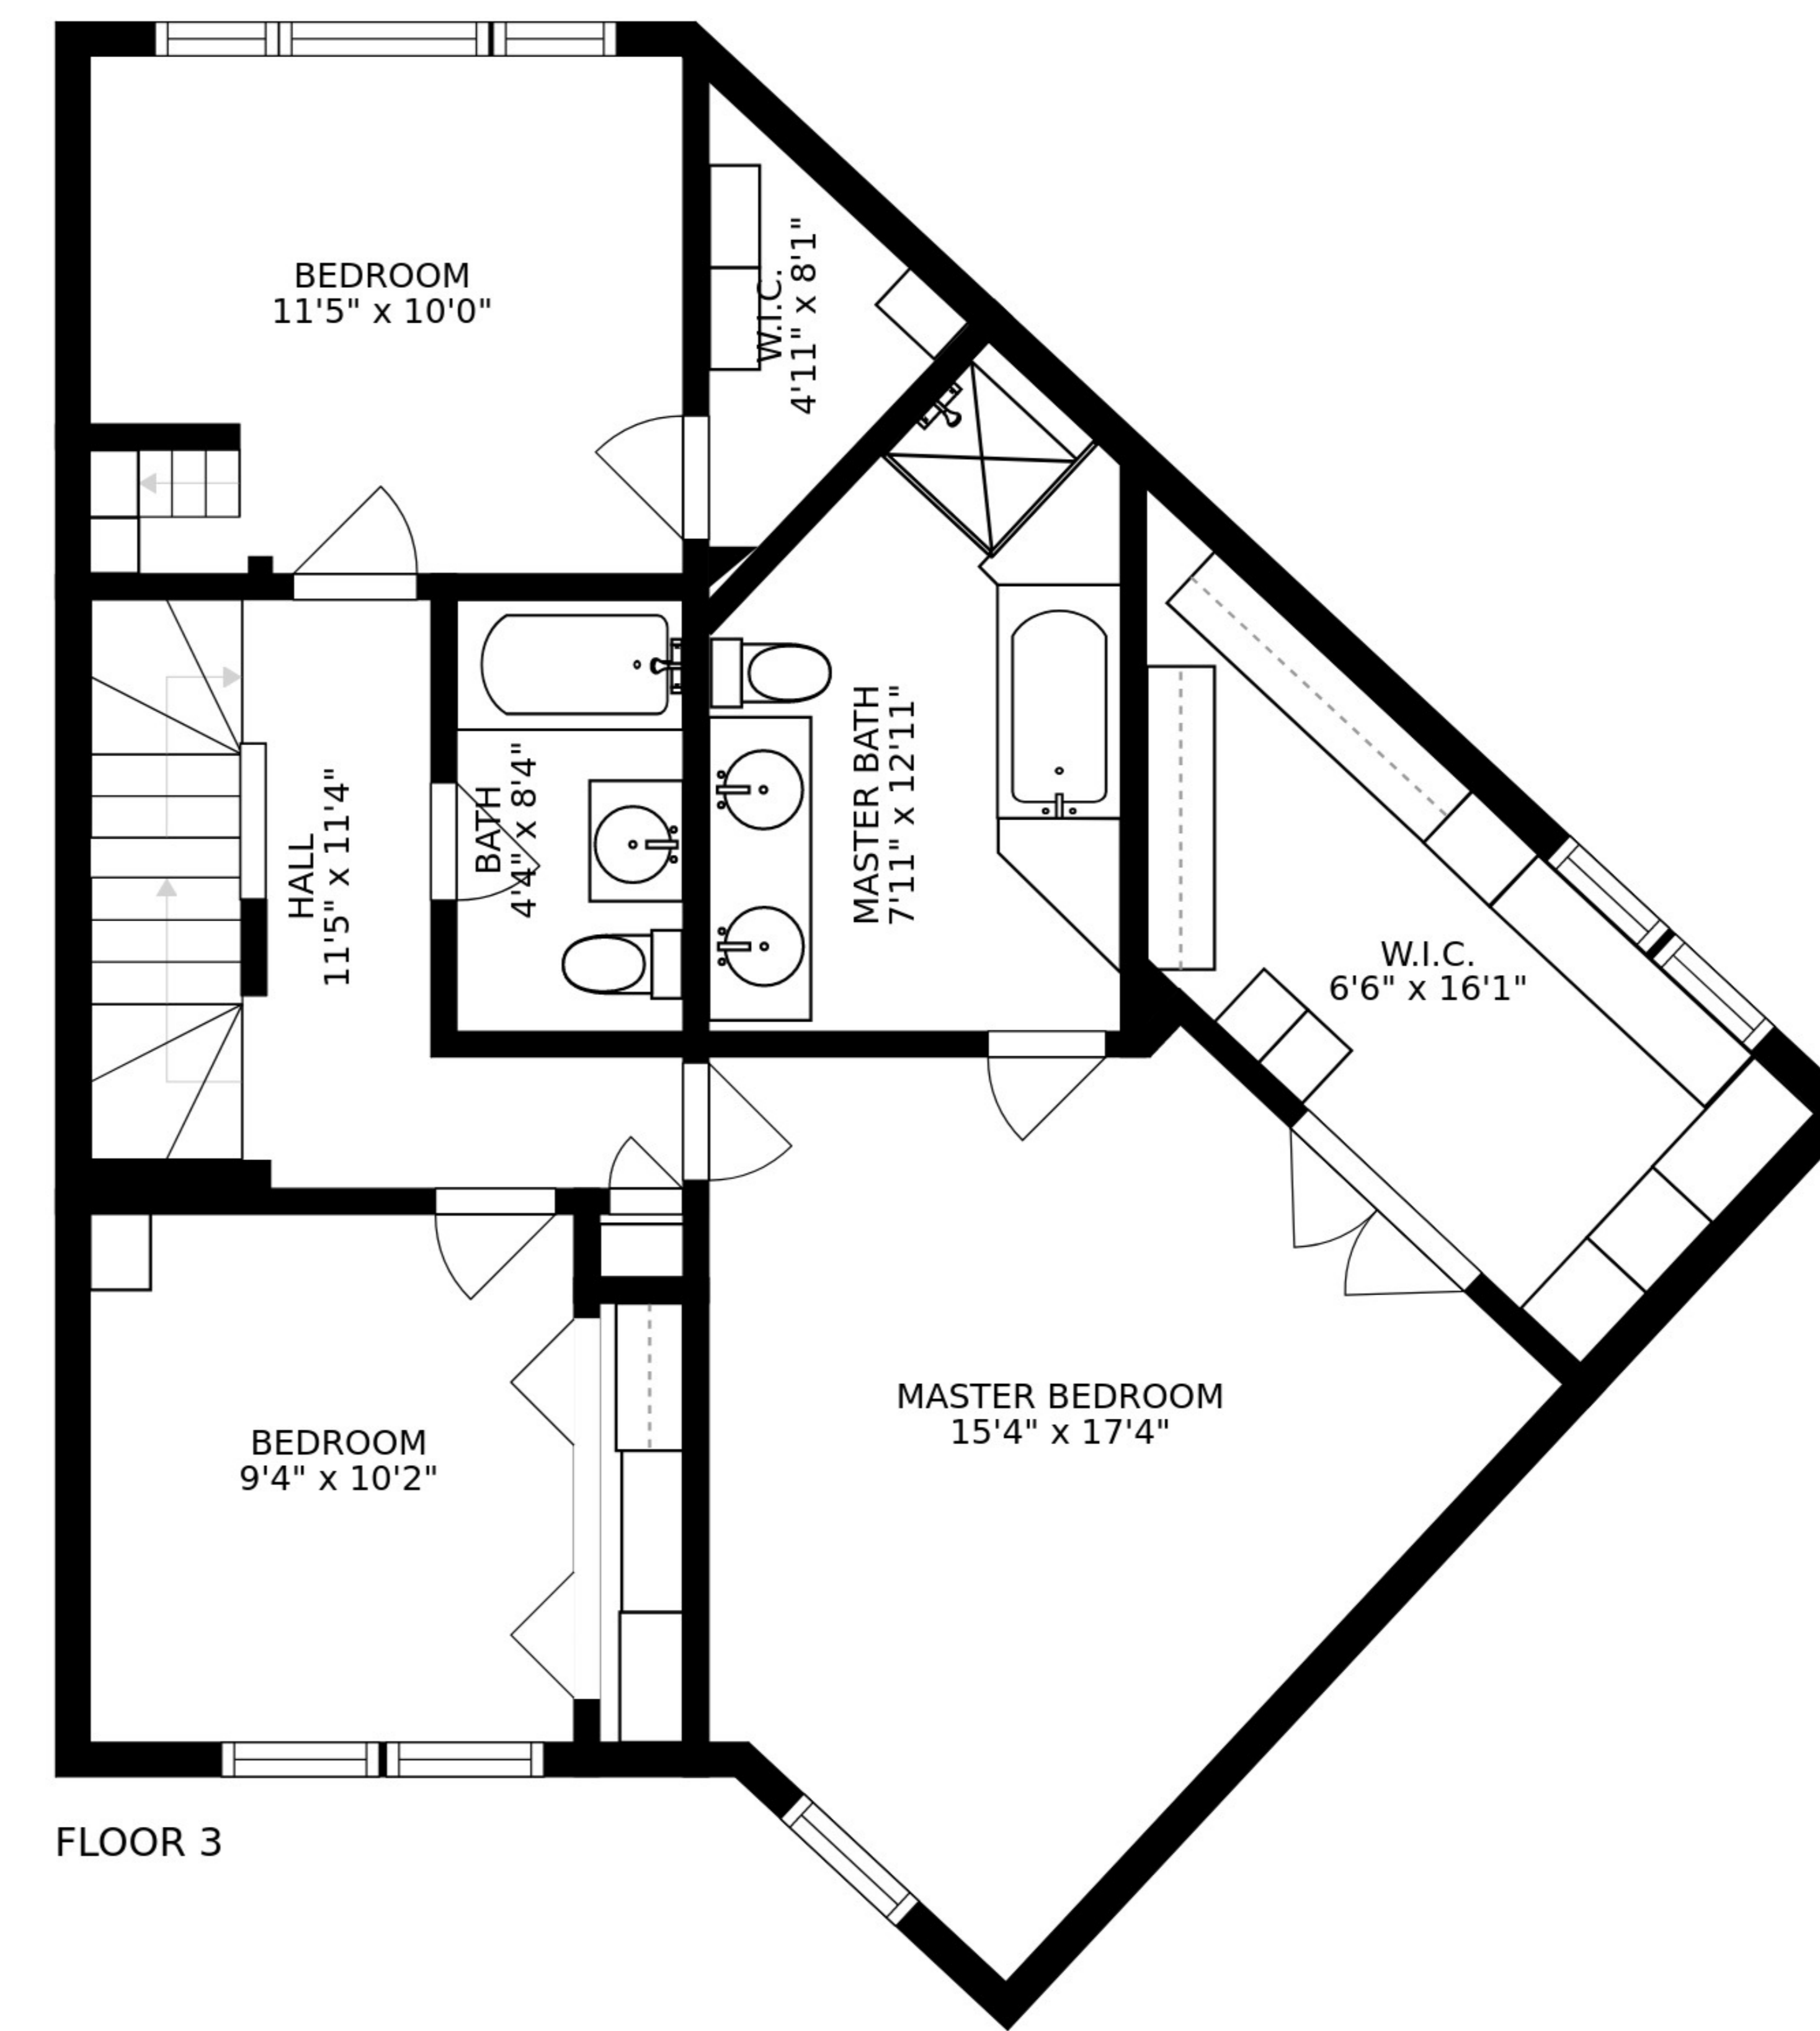 BEDROOM
11'5" x 10'0"
W.I.C.
4'11" x 8'1"
HALL
11'5" x 11'4"
BATH
4'4" x 8'4"
MASTER BATH
7'11" x 12'11"
W.I.C.
6'6" x 16'1"
BEDROOM
9'4" x 10'2"
MASTER BEDROOM
15'4" x 17'4"
FLOOR 3